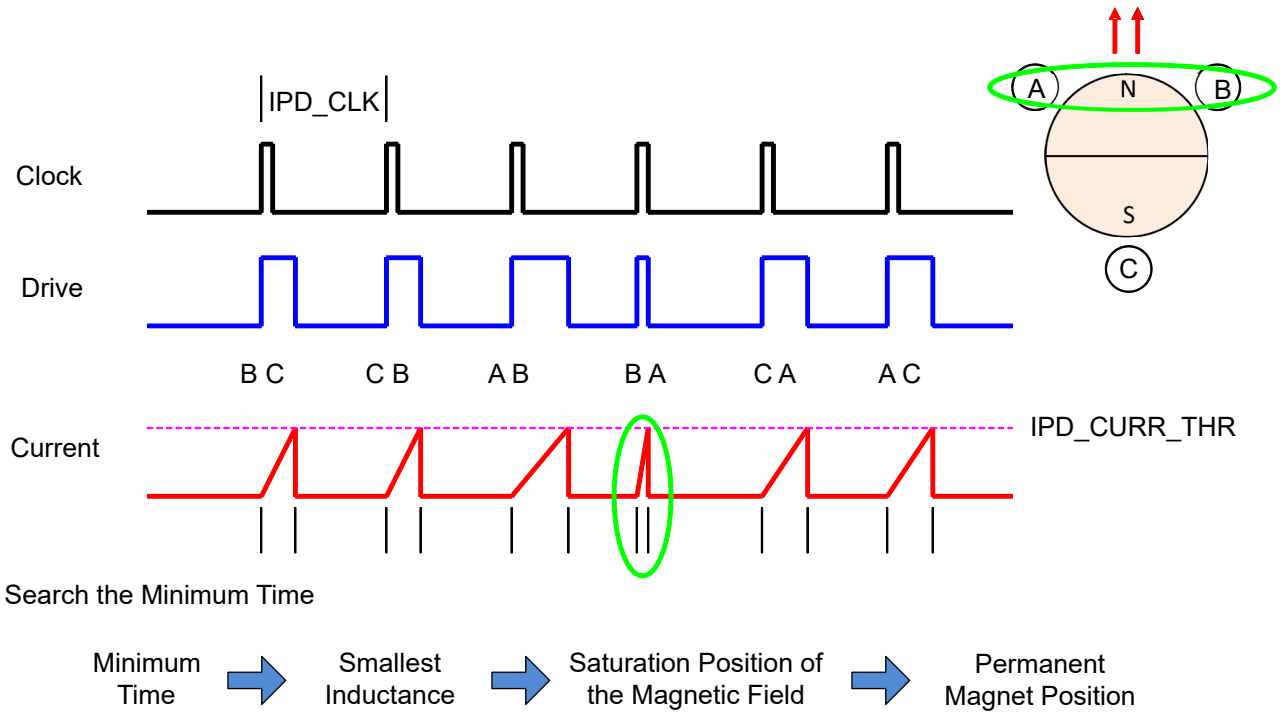 IPD_CLK
A
N
B
Clock
S
C
Drive
B C
C B
A B
B A
C A
A C
IPD_CURR_THR
Current
Search the Minimum Time
Minimum
Time
Smallest
Inductance
Saturation Position of
the Magnetic Field
Permanent
Magnet Position